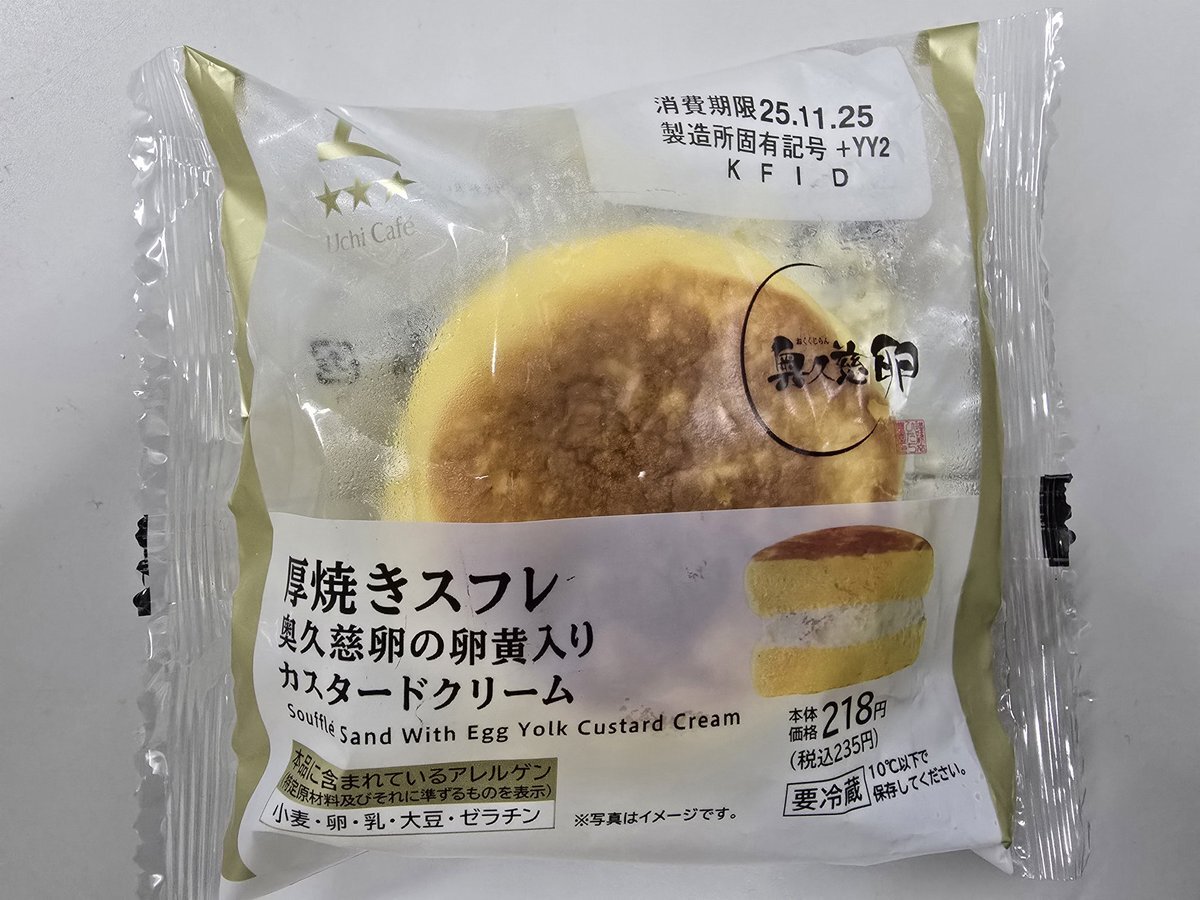 消費期限25.11.25
製造所固有記号 +YY2
K F I D
Uchi Café
おくくじらん
奥久慈卵
厚焼きスフレ
奥久慈卵の卵黄入り
カスタードクリーム
Soufflé Sand With Egg Yolk Custard Cream
本体価格218円
(税込235円)
本品に含まれているアレルゲン
(特定原材料及びそれに準ずるものを表示)
小麦・卵・乳・大豆・ゼラチン
※写真はイメージです。
要冷蔵
10℃以下で
保存してください。